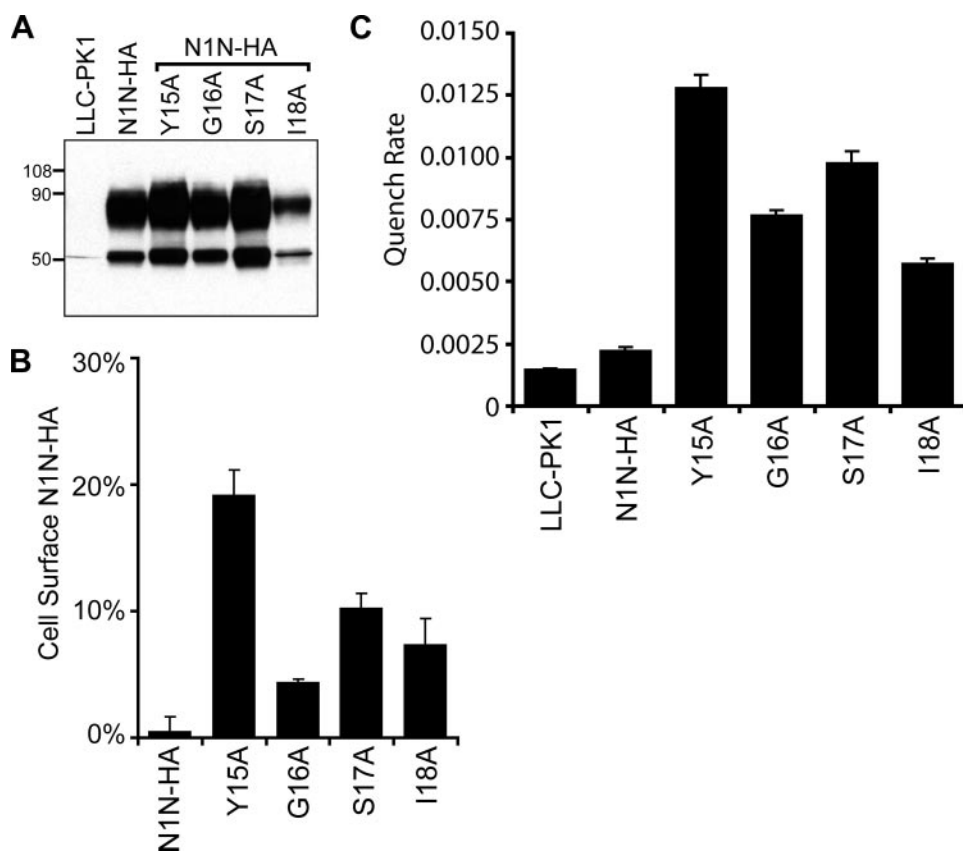 A
N1N-HA
LLC-PK1
N1N-HA
Y15A
G16A
S17A
I18A
108
90
50
B
Cell Surface N1N-HA
30%
20%
10%
0%
N1N-HA
Y15A
G16A
S17A
I18A
C
Quench Rate
0.0150
0.0125
0.0100
0.0075
0.0050
0.0025
0
LLC-PK1
N1N-HA
Y15A
G16A
S17A
I18A